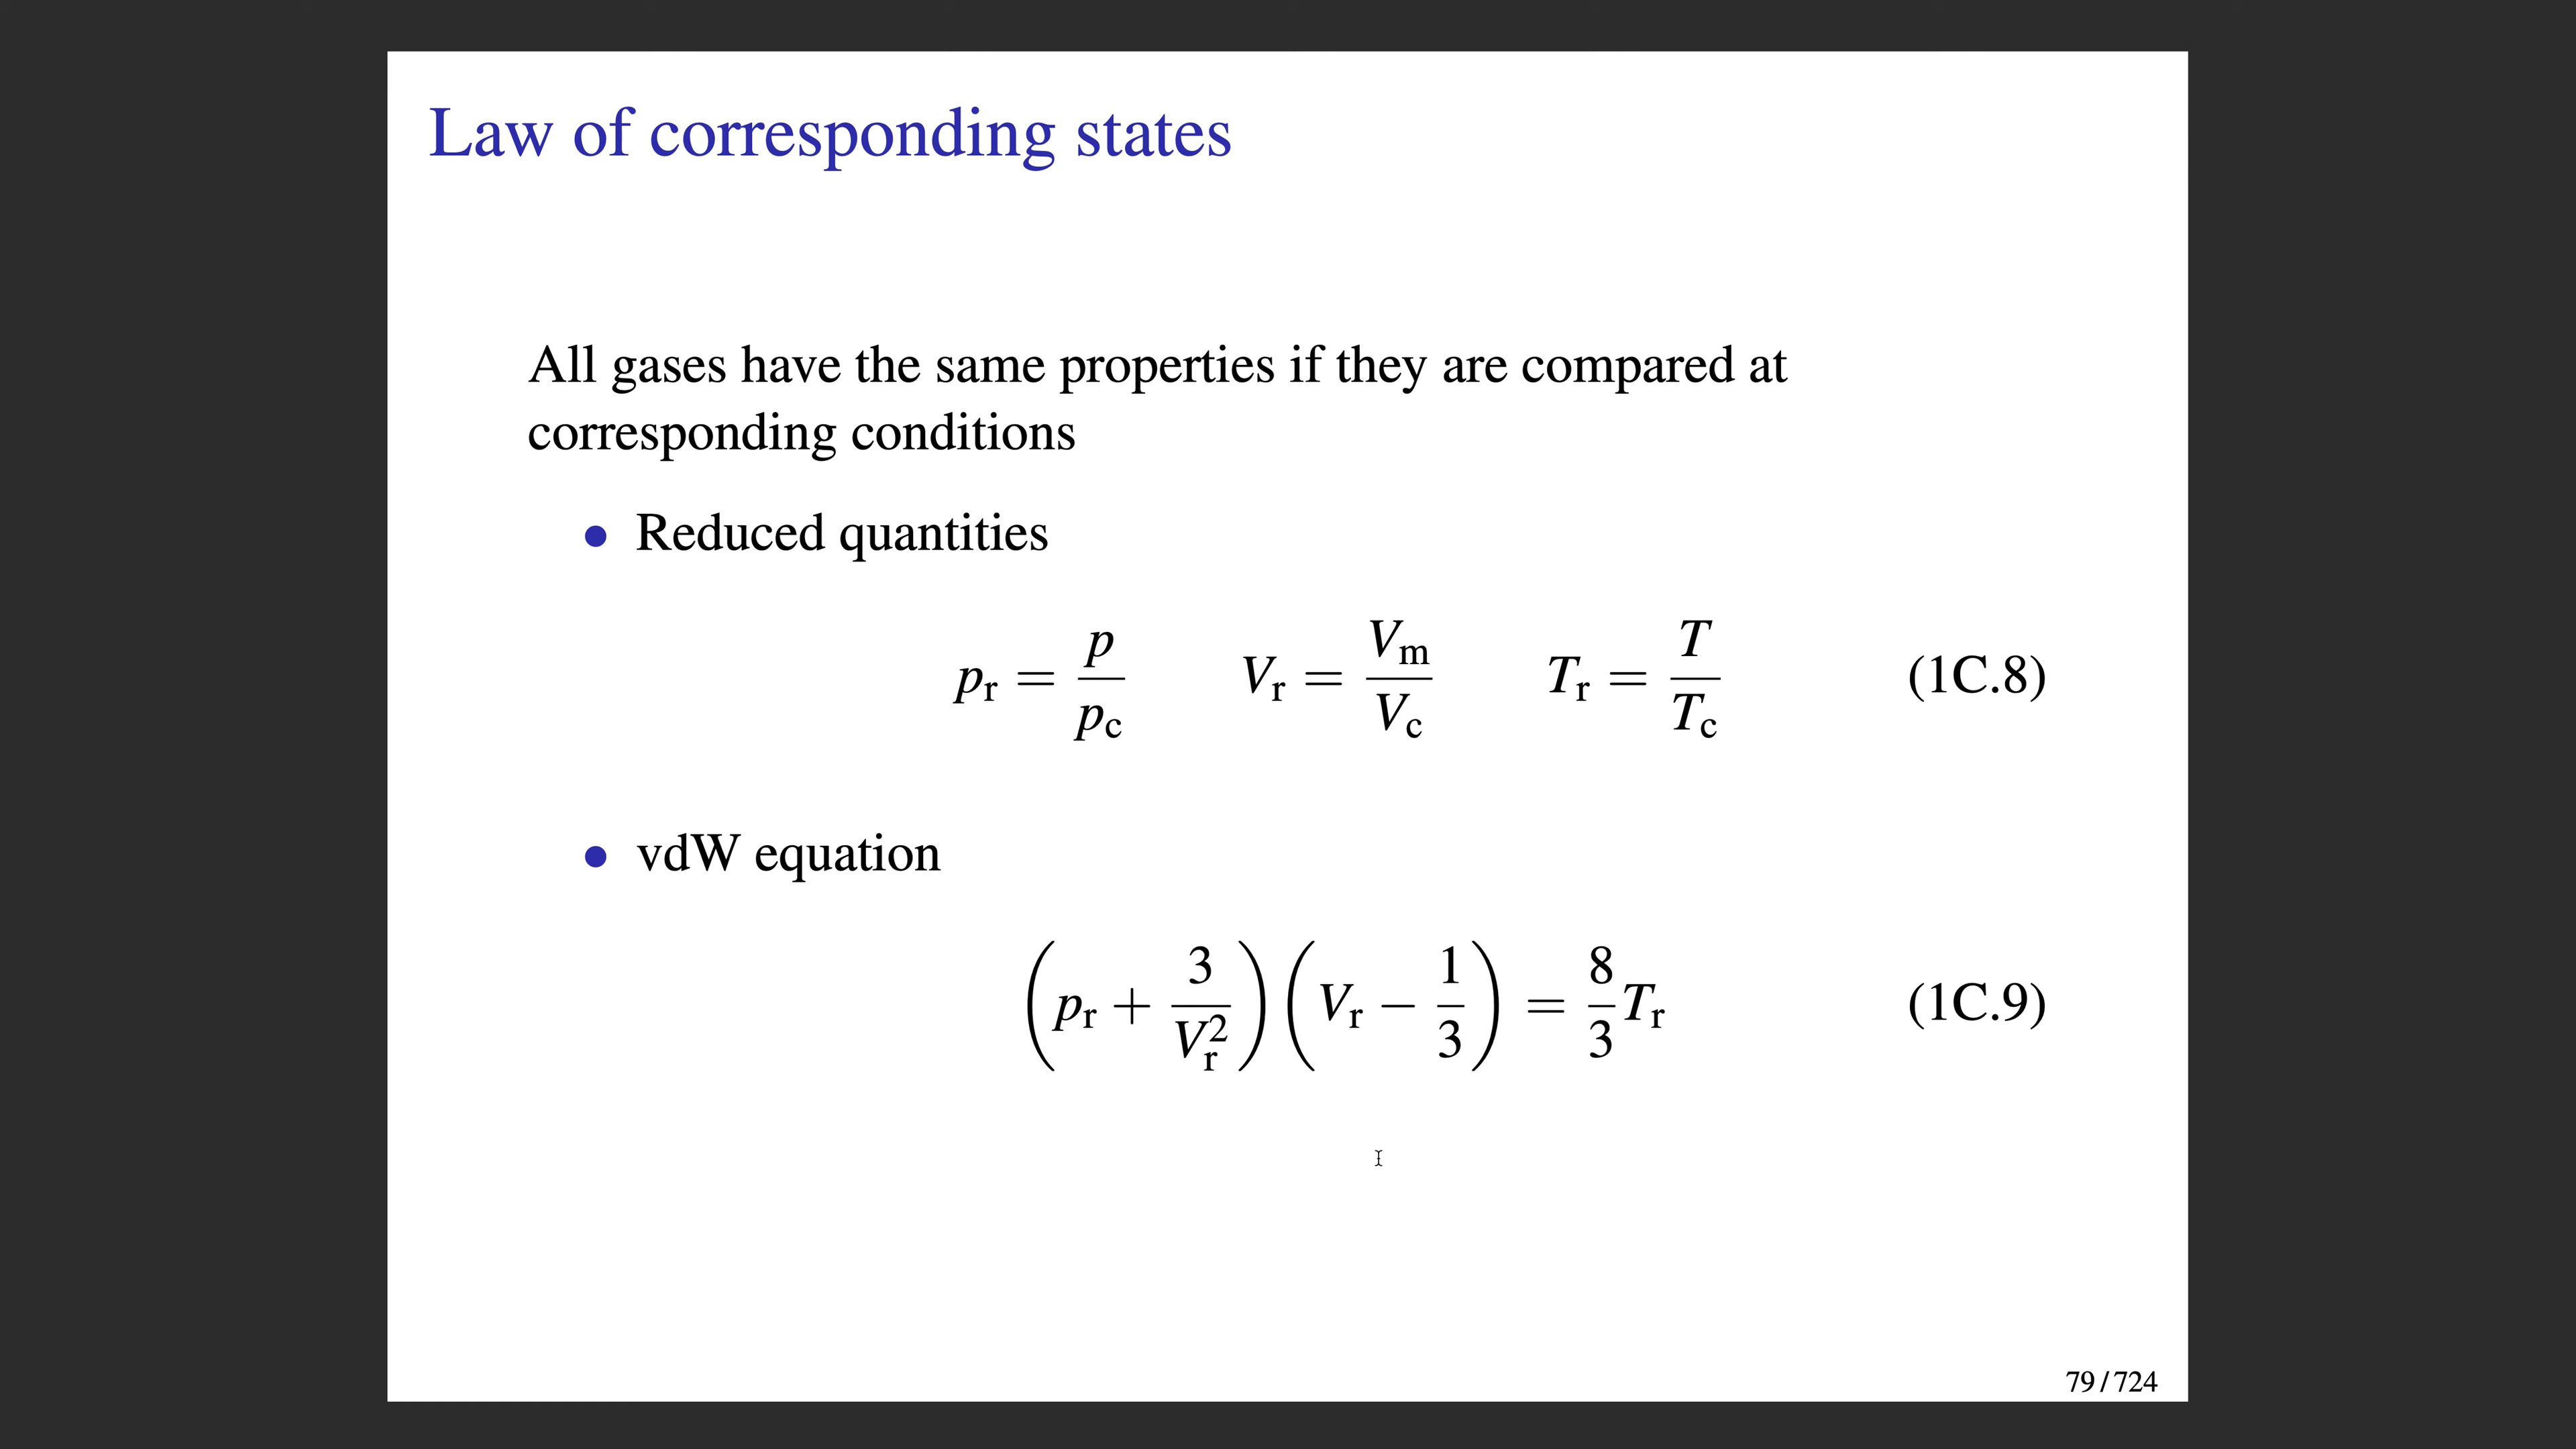 Law of corresponding states
All gases have the same properties if they are compared at
corresponding conditions
• Reduced quantities
p_r = p/p_c   V_r = V_m/V_c   T_r = T/T_c   (1C.8)
• vdW equation
(p_r + 3/V_r^2)(V_r − 1/3) = 8/3 T_r   (1C.9)
79 / 724